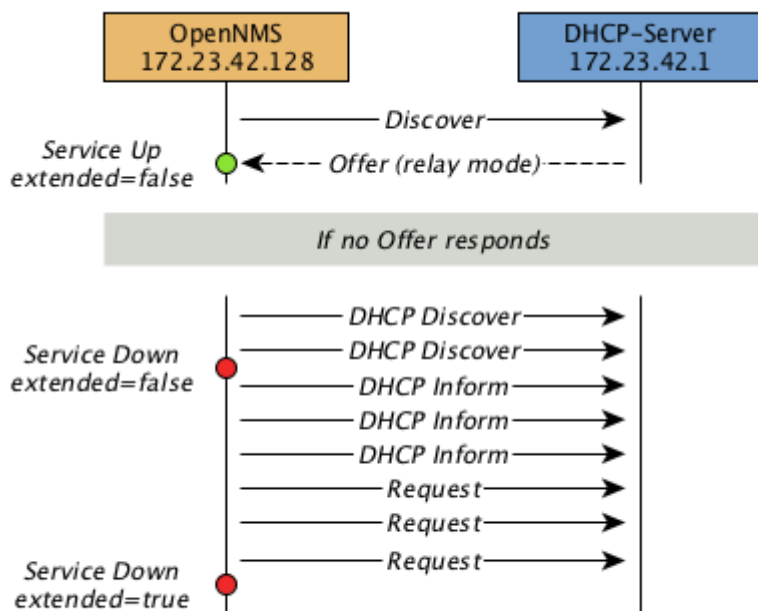 OpenNMS
172.23.42.128
DHCP-Server
172.23.42.1
Discover
Service Up
extended=false
Offer (relay mode)
If no Offer responds
DHCP Discover
DHCP Discover
Service Down
extended=false
DHCP Inform
DHCP Inform
DHCP Inform
Request
Request
Request
Service Down
extended=true